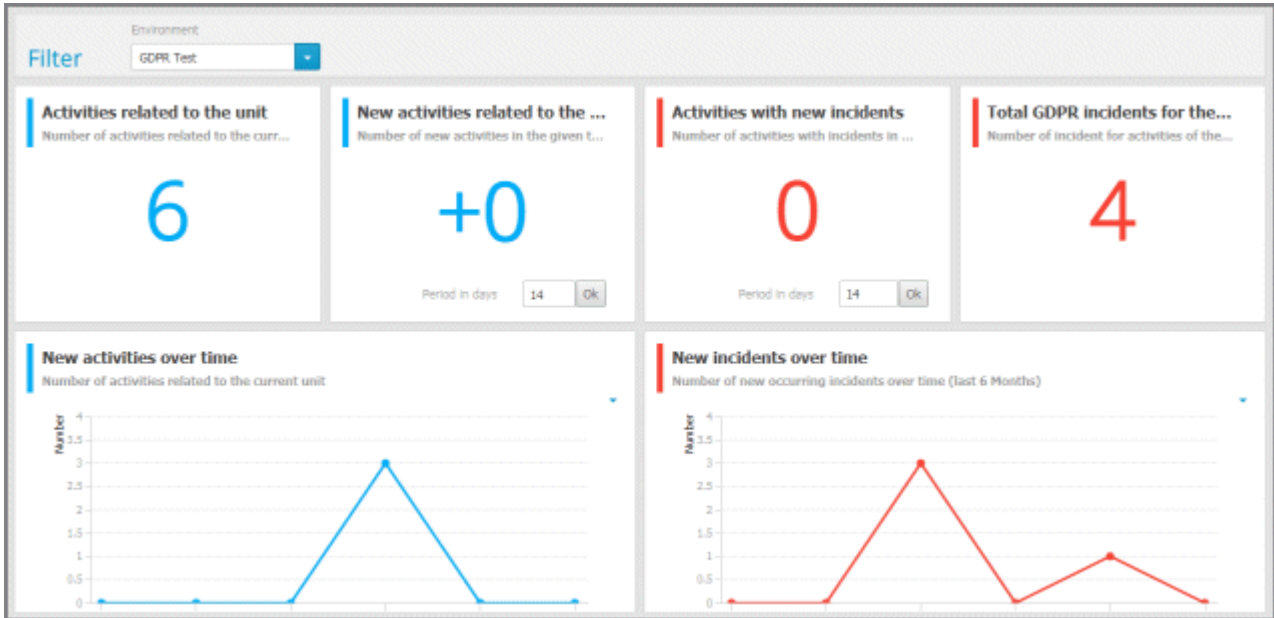 Environment
Filter
GDPR Test
Activities related to the unit
Number of activities related to the curr...
New activities related to the ...
Number of new activities in the given t...
Activities with new incidents
Number of activities with incidents in ...
Total GDPR incidents for the...
Number of incident for activities of the...
6
+0
0
4
Period in days
14
Ok
Period in days
14
Ok
New activities over time
Number of activities related to the current unit
Number
4
3.5
3
2.5
2
1.5
1
0.5
0
New incidents over time
Number of new occurring incidents over time (last 6 Months)
Number
4
3.5
3
2.5
2
1.5
1
0.5
0